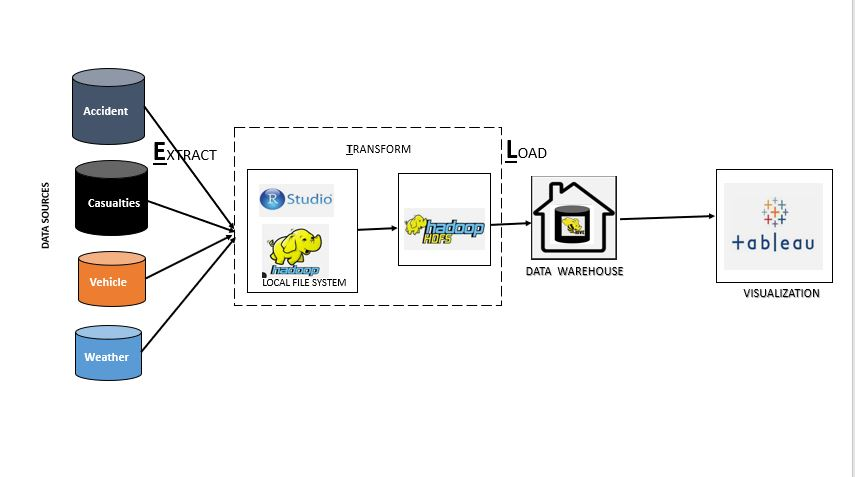 DATA SOURCES
Accident
Casualties
Vehicle
Weather
EXTRACT
TRANSFORM
R Studio
hadoop
LOCAL FILE SYSTEM
hadoop
HDFS
LOAD
HIVE
DATA WAREHOUSE
+ableau
VISUALIZATION